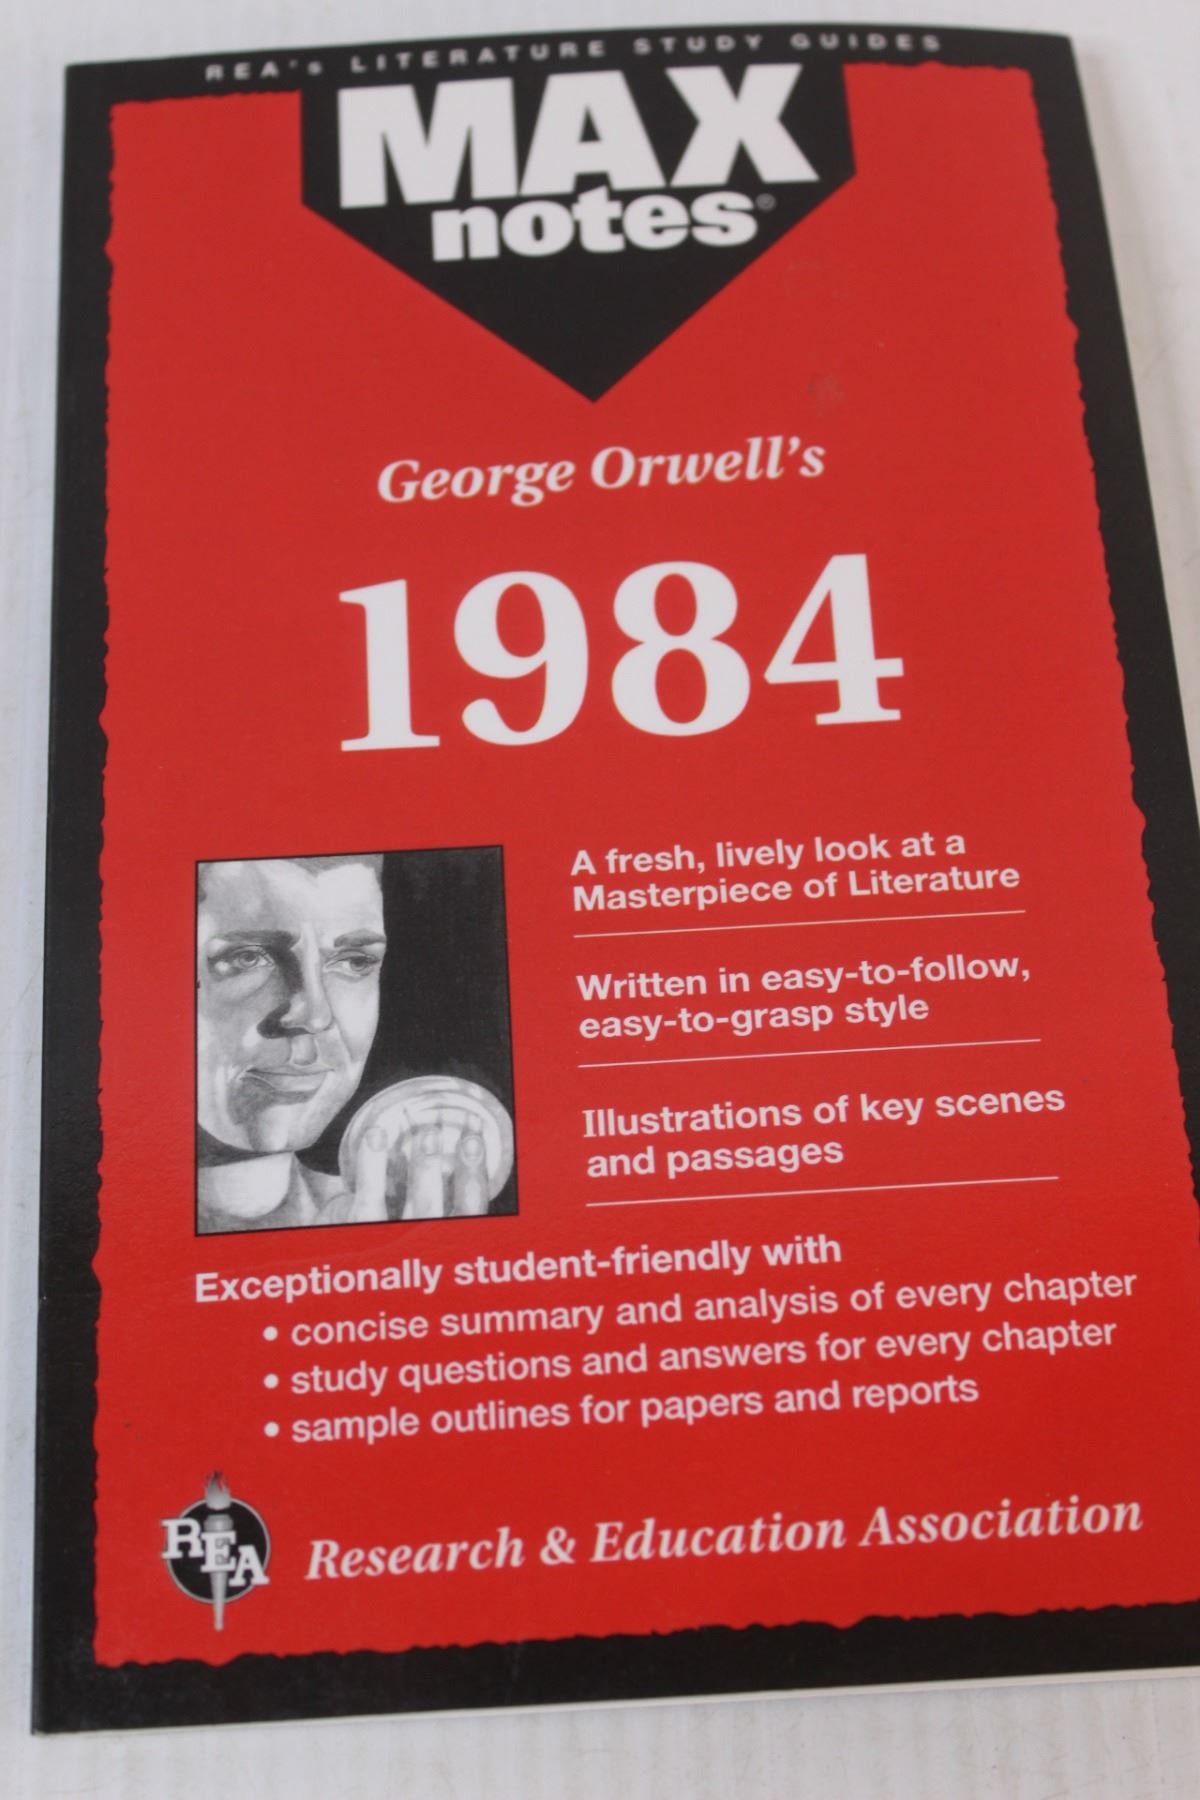 REA's LITERATURE STUDY GUIDES
MAX
notes®
George Orwell's
1984
A fresh, lively look at a
Masterpiece of Literature
Written in easy-to-follow,
easy-to-grasp style
Illustrations of key scenes
and passages
Exceptionally student-friendly with
• concise summary and analysis of every chapter
• study questions and answers for every chapter
• sample outlines for papers and reports
REA
Research & Education Association